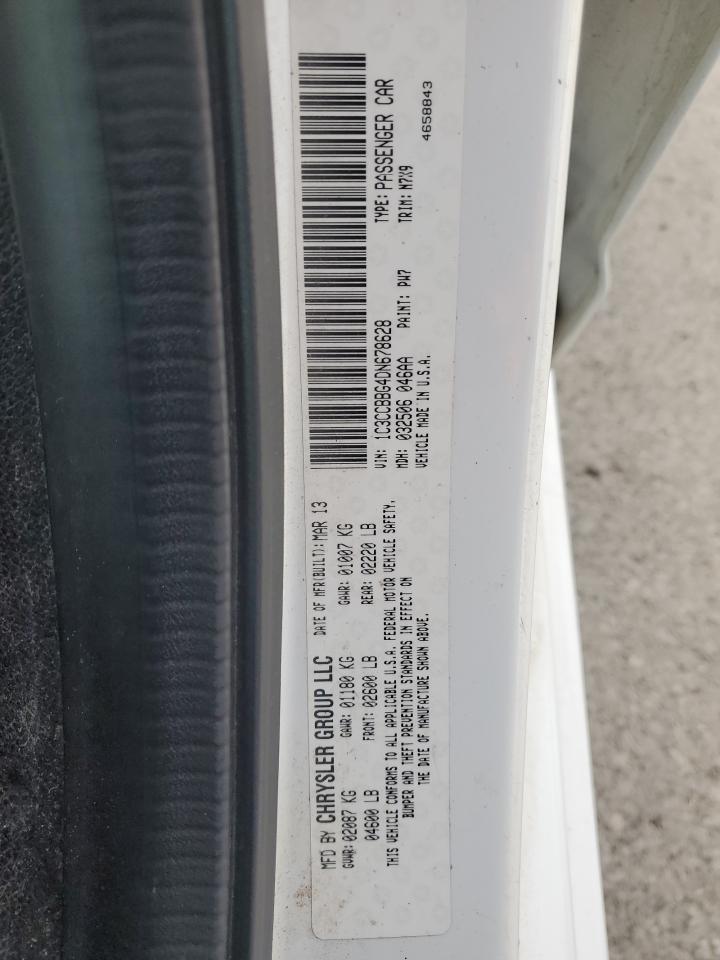 MFD BY CHRYSLER GROUP LLC DATE OF MFR(BUILT): MAR 13
GVWR: 02087 KG GAWR: 01180 KG GAWR: 01007 KG
04600 LB FRONT: 02600 LB REAR: 02220 LB
THIS VEHICLE CONFORMS TO ALL APPLICABLE U.S.A. FEDERAL MOTOR VEHICLE SAFETY,
BUMPER AND THEFT PREVENTION STANDARDS IN EFFECT ON
THE DATE OF MANUFACTURE SHOWN ABOVE.
VIN: 1C3CCBBG4DN678628 TYPE: PASSENGER CAR
MDH: 032506 046AA PAINT: PW7 TRIM: N7X9
VEHICLE MADE IN U.S.A. 4658843